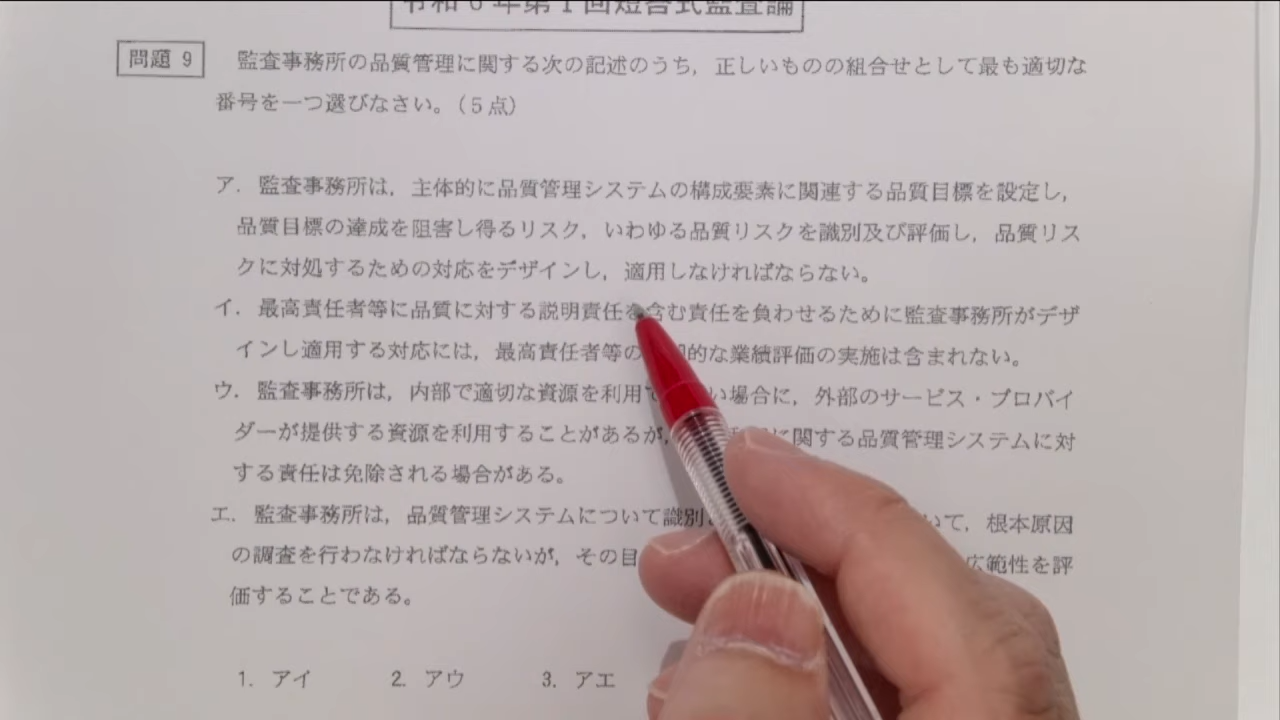 令和6年第1回短答式監査論
問題 9 監査事務所の品質管理に関する次の記述のうち，正しいものの組合せとして最も適切な
番号を一つ選びなさい。（５点）
ア．監査事務所は，主体的に品質管理システムの構成要素に関連する品質目標を設定し，
品質目標の達成を阻害し得るリスク，いわゆる品質リスクを識別及び評価し，品質リス
クに対処するための対応をデザインし，適用しなければならない。
イ．最高責任者等に品質に対する説明責任を含む責任を負わせるために監査事務所がデザ
インし適用する対応には，最高責任者等の 的な業績評価の実施は含まれない。
ウ．監査事務所は，内部で適切な資源を利用で い場合に，外部のサービス・プロバイ
ダーが提供する資源を利用することがあるが， に関する品質管理システムに対
する責任は免除される場合がある。
エ．監査事務所は，品質管理システムについて識別 いて，根本原因
の調査を行わなければならないが，その目 広範性を評
価することである。
1. アイ 2. アウ 3. アエ